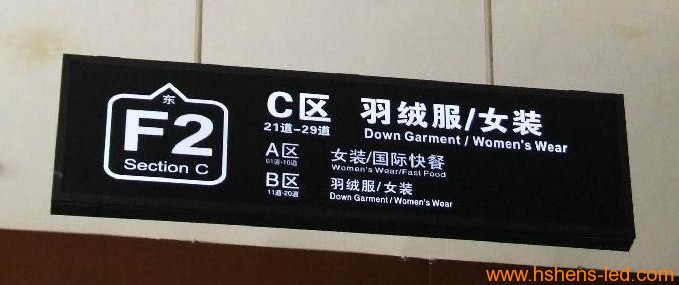 东
F2
Section C
C区 羽绒服/女装
21道-29道 Down Garment / Women's Wear
A区 女装/国际快餐
01道-10道 Women's Wear/Fast Food
B区 羽绒服/女装
11道-20道 Down Garment / Women's Wear
www.hshens-led.com